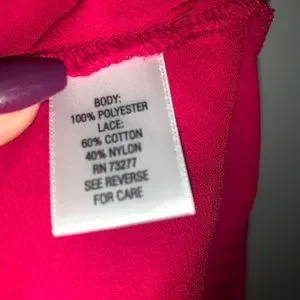 BODY:
100% POLYESTER
LACE:
60% COTTON
40% NYLON
RN 73277
SEE REVERSE
FOR CARE